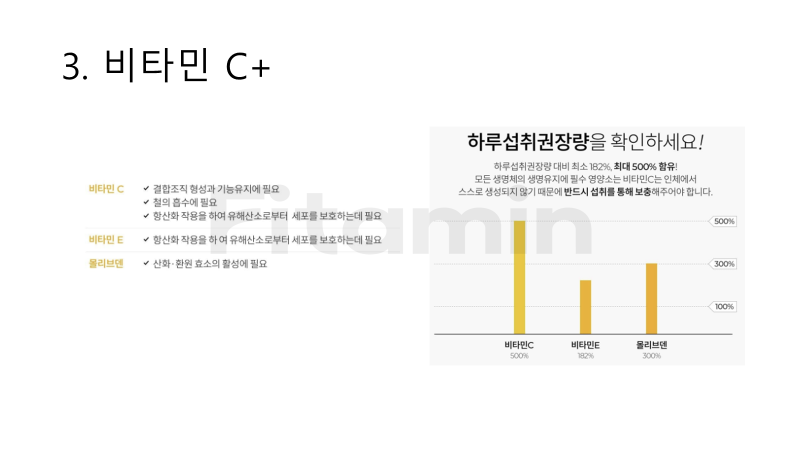 3. 비타민 C+
비타민 C
✓ 결합조직 형성과 기능유지에 필요
✓ 철의 흡수에 필요
✓ 항산화 작용을 하여 유해산소로부터 세포를 보호하는데 필요
비타민 E
✓ 항산화 작용을 하 여 유해산소로부터 세포를 보호하는데 필요
몰리브덴
✓ 산화·환원 효소의 활성에 필요
Fitamin
하루섭취권장량을 확인하세요!
하루섭취권장량 대비 최소 182%, 최대 500% 함유!
모든 생명체의 생명유지에 필수 영양소는 비타민C는 인체에서
스스로 생성되지 않기 때문에 반드시 섭취를 통해 보충해주어야 합니다.
500%
300%
100%
비타민C
500%
비타민E
182%
몰리브덴
300%